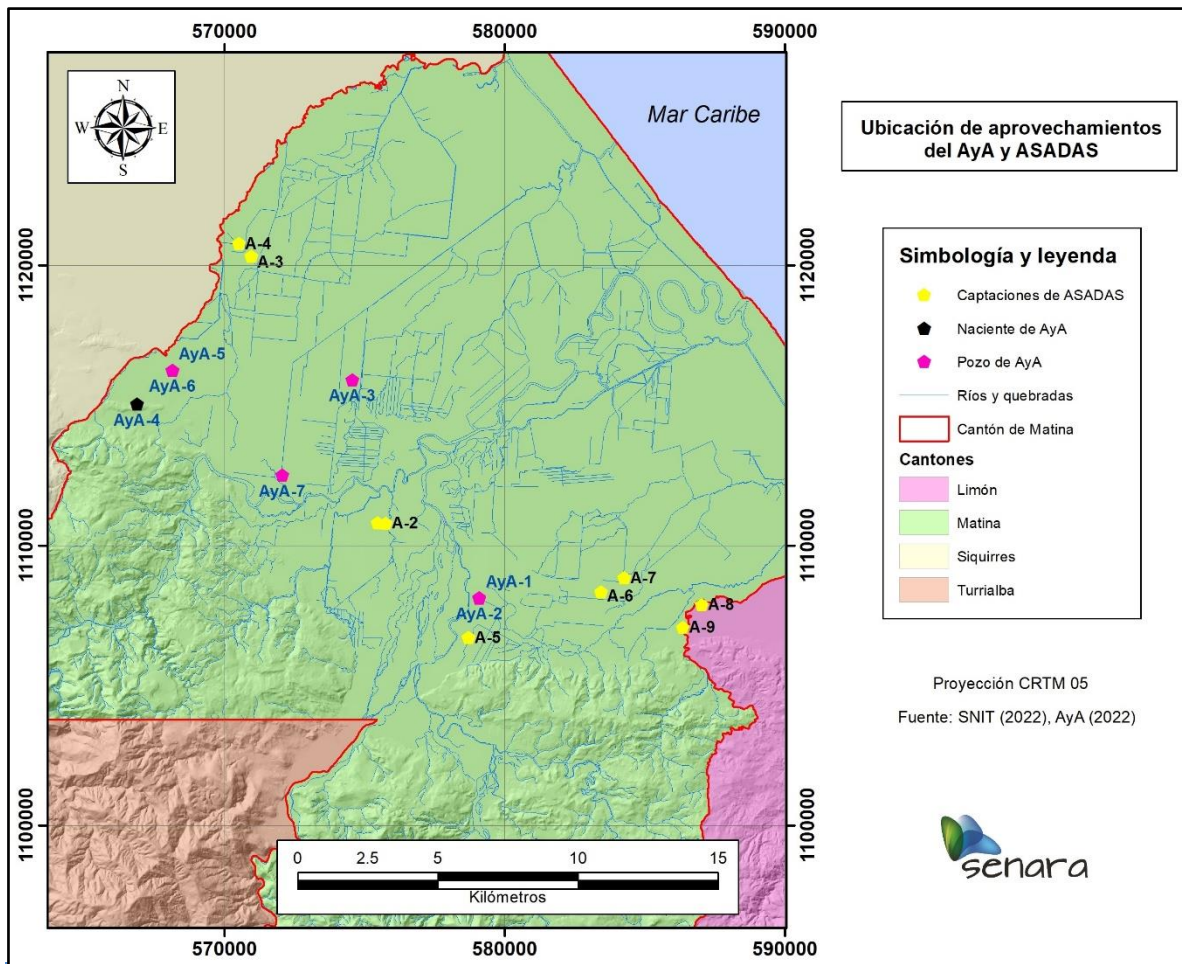 570000
580000
590000
N
W
E
S
Mar Caribe
1120000
1110000
1100000
A-4
A-3
AyA-5
AyA-6
AyA-4
AyA-3
AyA-7
A-2
AyA-1
AyA-2
A-5
A-7
A-6
A-8
A-9
1120000
1110000
1100000
0
2.5
5
10
15
Kilómetros
570000
580000
590000
Ubicación de aprovechamientos
del AyA y ASADAS
Simbología y leyenda
Captaciones de ASADAS
Naciente de AyA
Pozo de AyA
Ríos y quebradas
Cantón de Matina
Cantones
Limón
Matina
Siquirres
Turrialba
Proyección CRTM 05
Fuente: SNIT (2022), AyA (2022)
senara